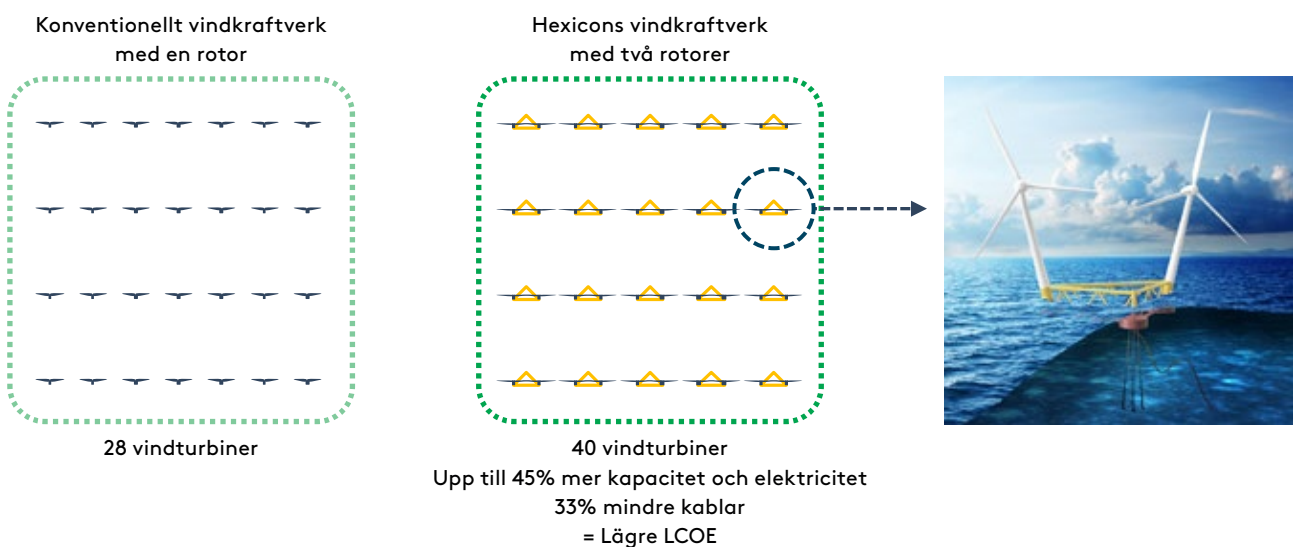 Konventionellt vindkraftverk
med en rotor
28 vindturbiner
Hexicons vindkraftverk
med två rotorer
40 vindturbiner
Upp till 45% mer kapacitet och elektricitet
33% mindre kablar
= Lägre LCOE